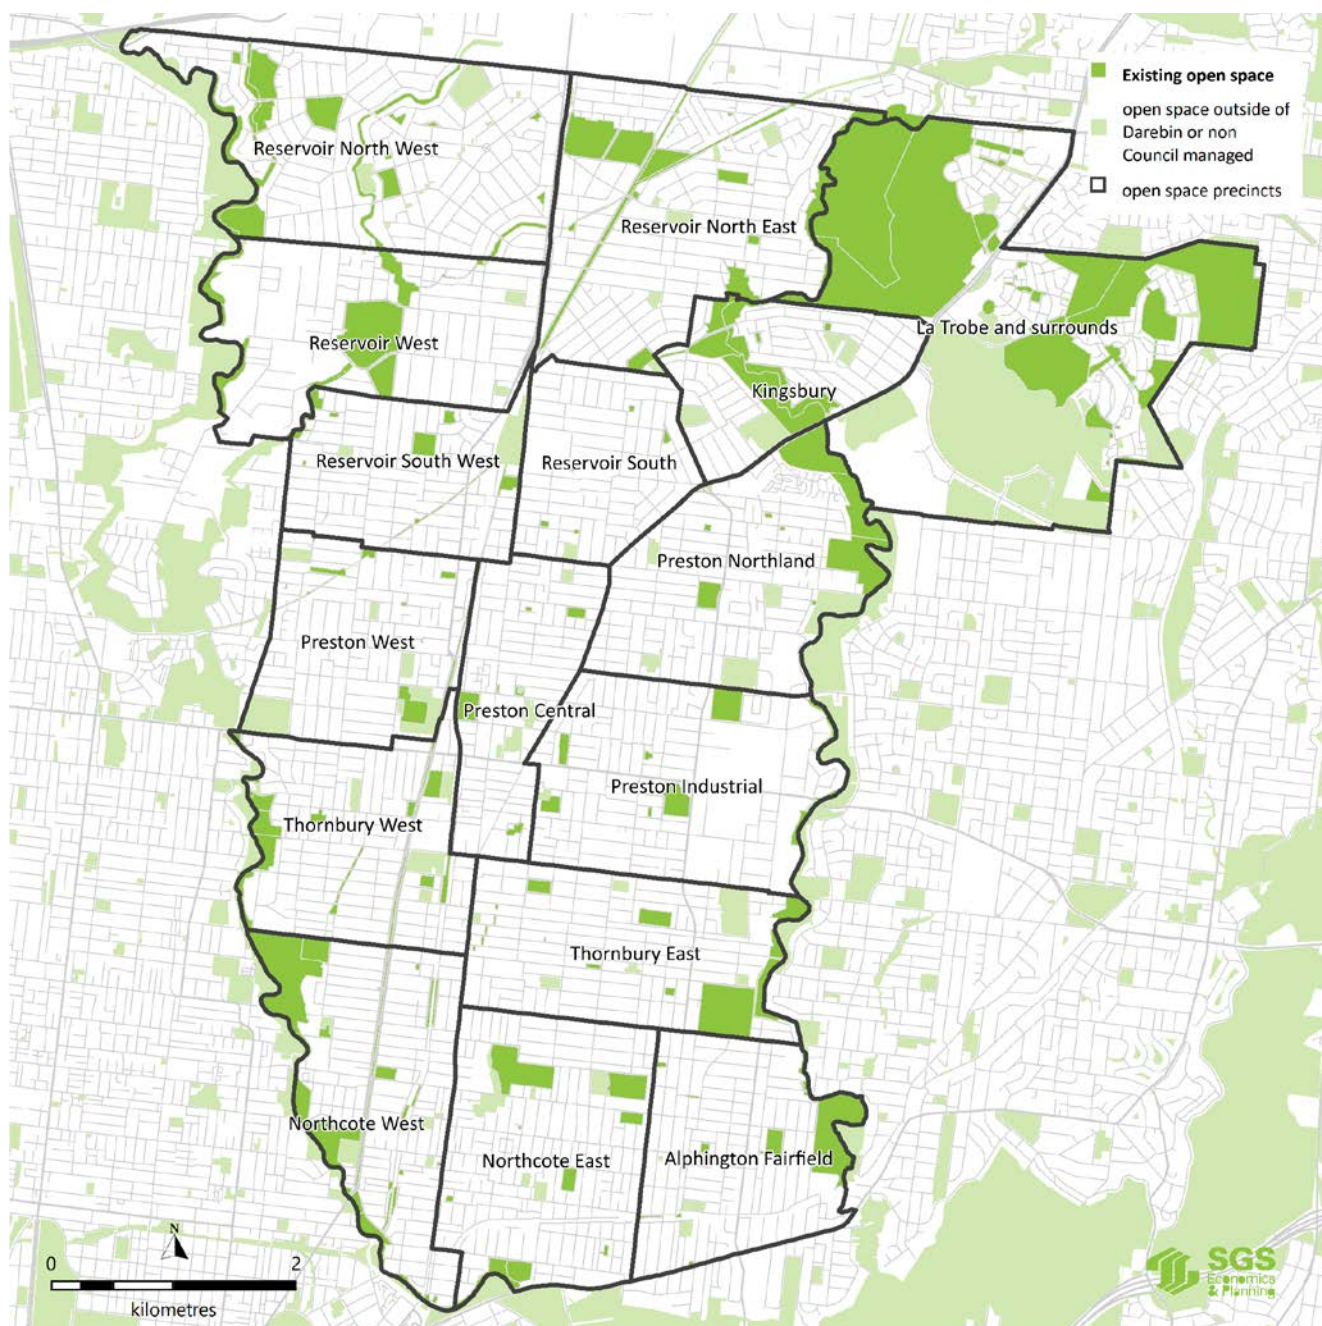 Existing open space
open space outside of
Darebin or non
Council managed
open space precincts
Reservoir North West
Reservoir North East
La Trobe and surrounds
Reservoir West
Kingsbury
Reservoir South West
Reservoir South
Preston Northland
Preston West
Preston Central
Preston Industrial
Thornbury West
Thornbury East
Northcote West
Northcote East
Alphington Fairfield
N
0 2
kilometres
SGS
Economics
& Planning